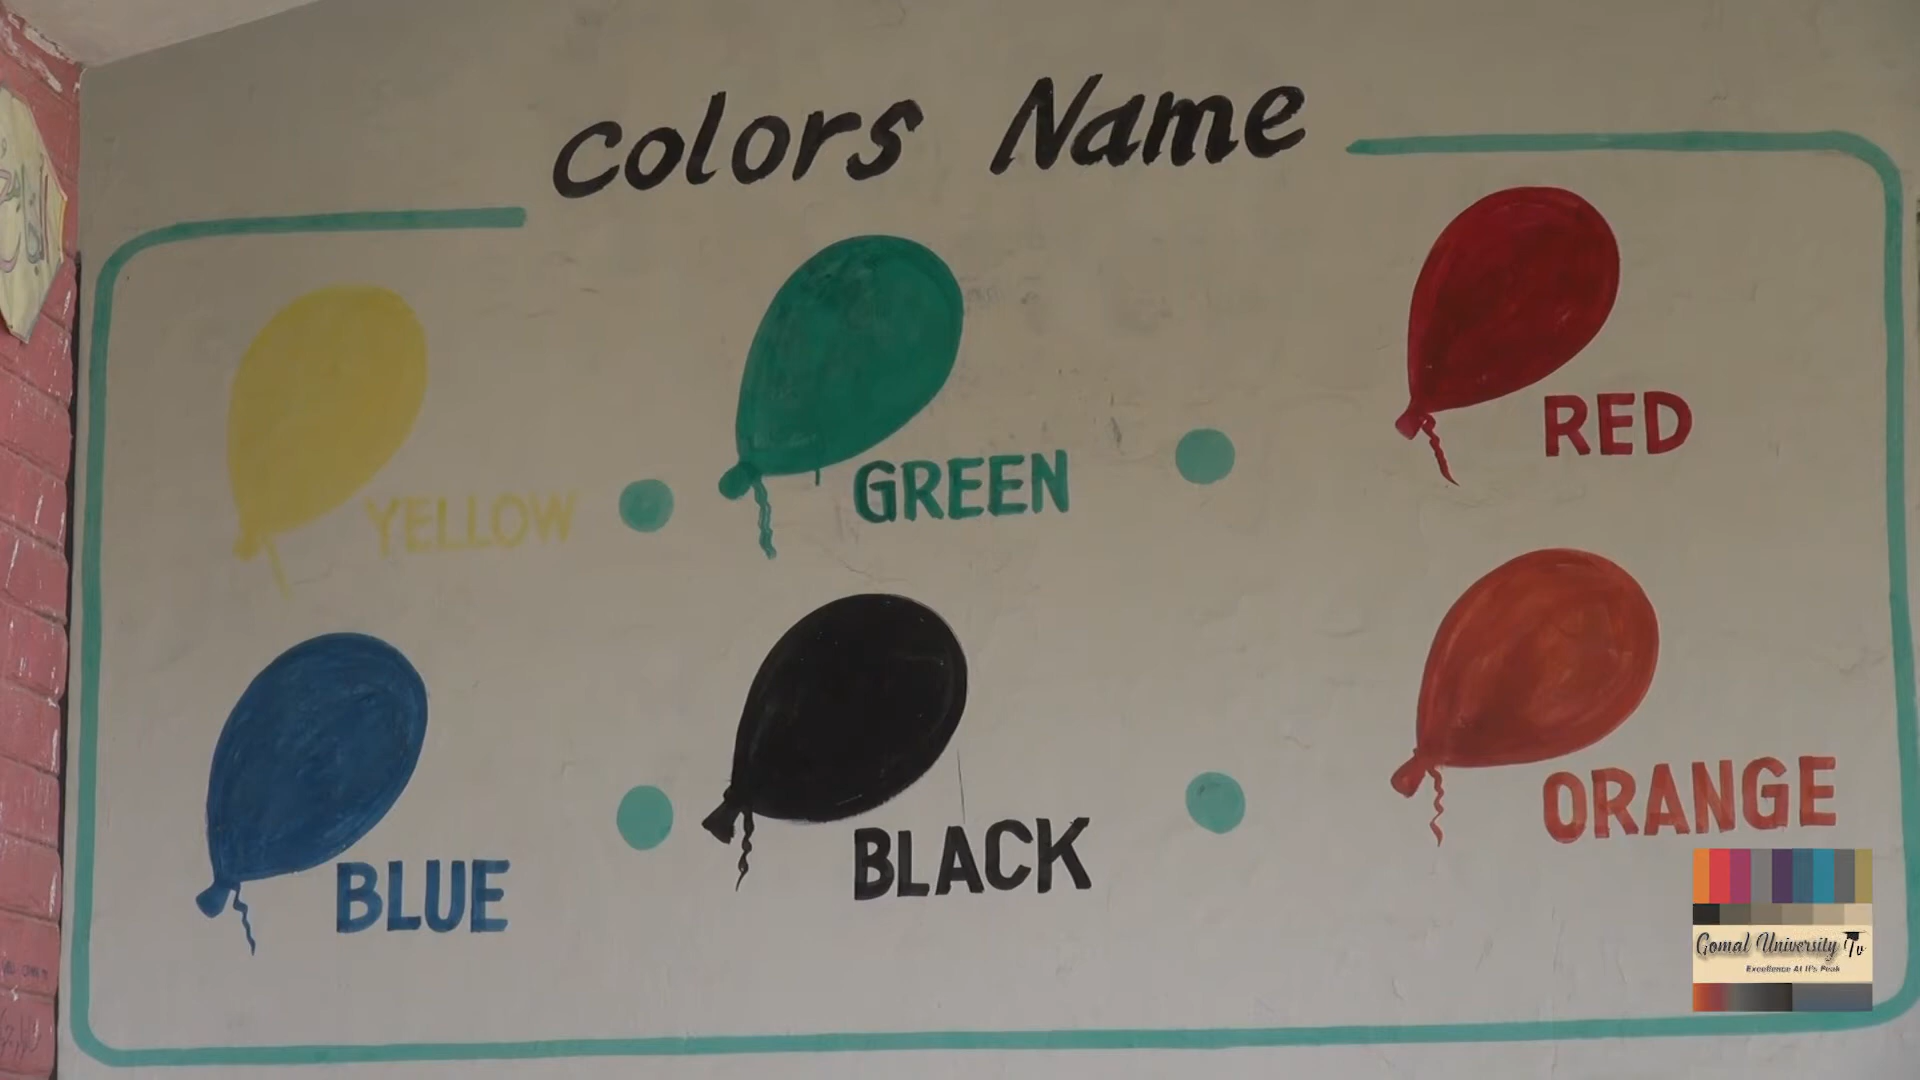 Colors Name
YELLOW
GREEN
RED
BLUE
BLACK
ORANGE
Gomal University Tv
Excellence At It's Peak